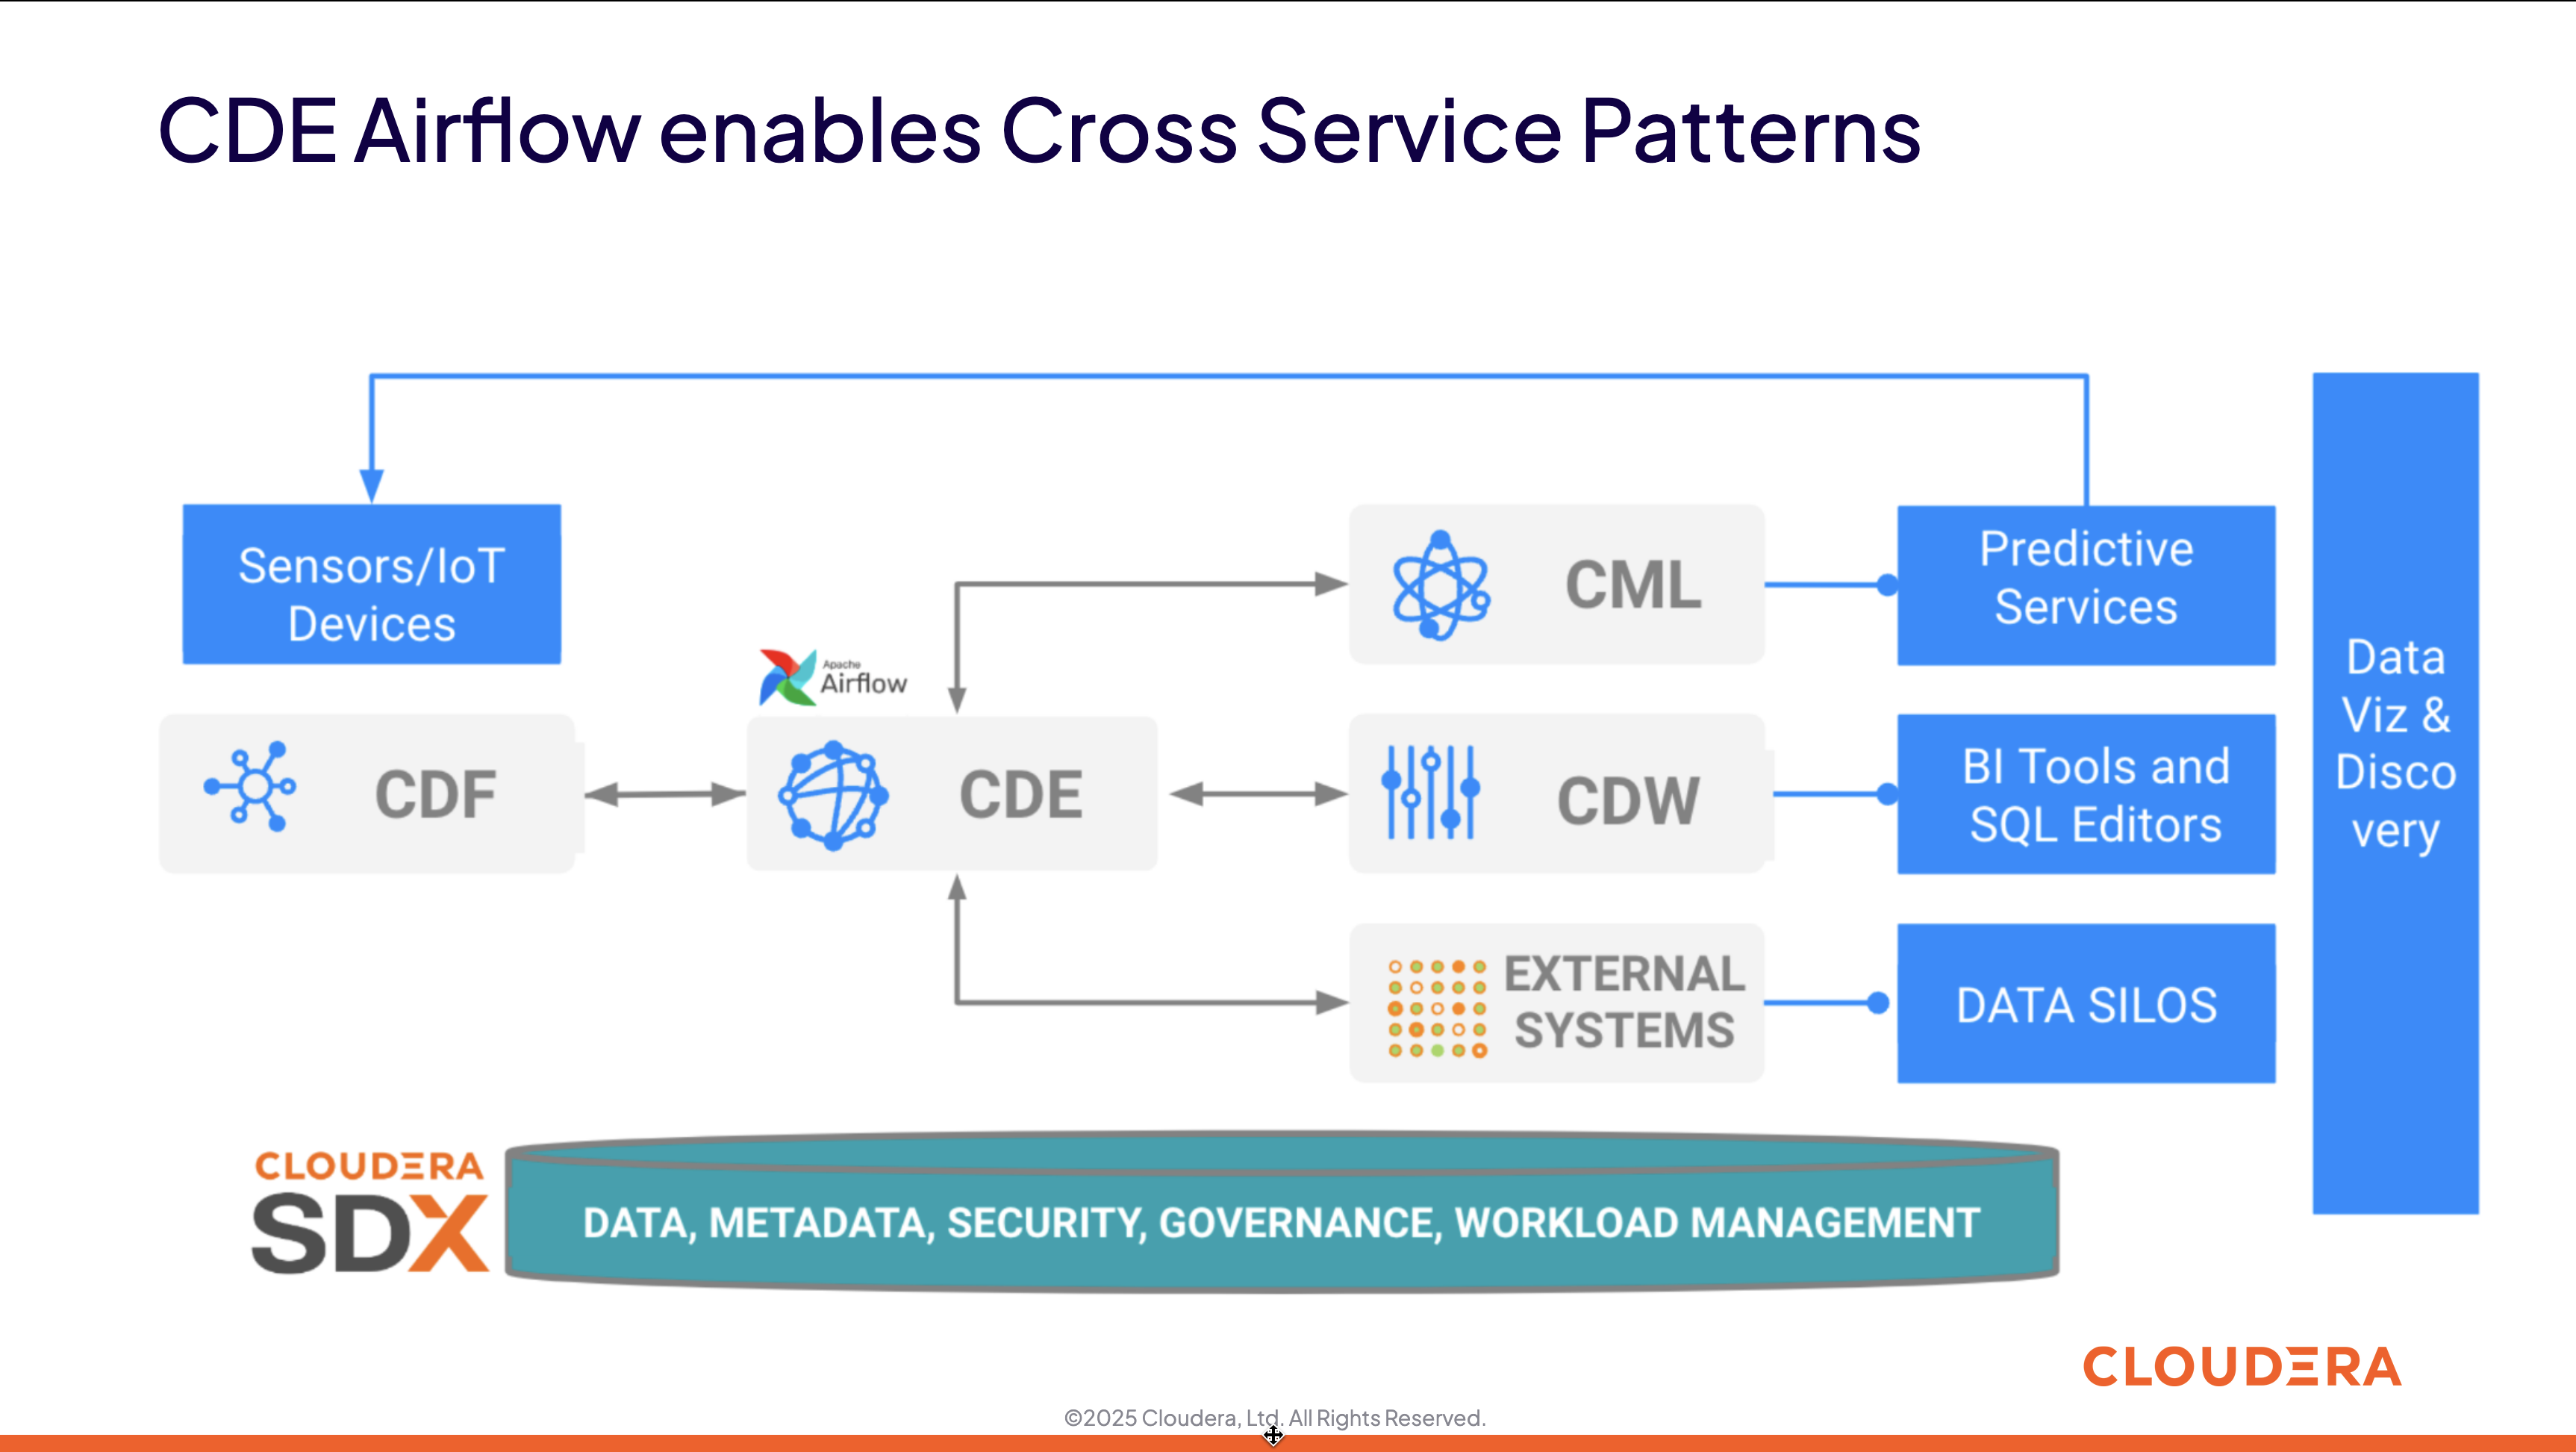 CDE Airflow enables Cross Service Patterns
Sensors/IoT
Devices
CML
Predictive
Services
Apache
Airflow
CDF
CDE
CDW
BI Tools and
SQL Editors
EXTERNAL
SYSTEMS
DATA SILOS
Data
Viz &
Disco
very
CLOUDERA
SDX
DATA, METADATA, SECURITY, GOVERNANCE, WORKLOAD MANAGEMENT
CLOUDERA
©2025 Cloudera, Ltd. All Rights Reserved.